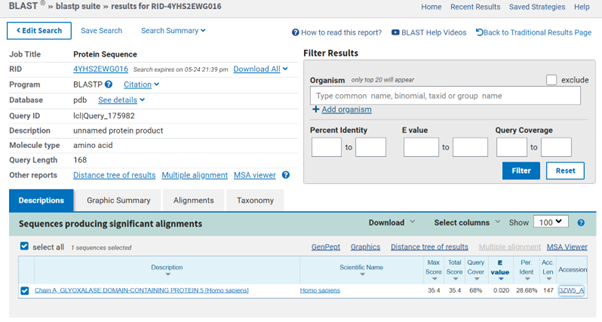 BLAST ® » blastp suite » results for RID-4YHS2EWG016
Home Recent Results Saved Strategies Help
Edit Search Save Search Search Summary
How to read this report? BLAST Help Videos Back to Traditional Results Page
Job Title Protein Sequence
RID 4YHS2EWG016 Search expires on 05-24 21:39 pm Download All
Program BLASTP Citation
Database pdb See details
Query ID lcl|Query_175982
Description unnamed protein product
Molecule type amino acid
Query Length 168
Other reports Distance tree of results Multiple alignment MSA viewer
Filter Results
Organism only top 20 will appear exclude
Type common name, binomial, taxid or group name
+ Add organism
Percent Identity E value Query Coverage
to to to
Filter Reset
Descriptions Graphic Summary Alignments Taxonomy
Sequences producing significant alignments Download Select columns Show 100
select all 1 sequences selected GenPept Graphics Distance tree of results Multiple alignment MSA Viewer
Description Scientific Name Max Score Total Score Query Cover E value Per. Ident Acc. Len Accession
Chain A, GLYOXALASE DOMAIN-CONTAINING PROTEIN 5 [Homo sapiens] Homo sapiens 35.4 35.4 68% 0.020 28.68% 147 3ZW5_A